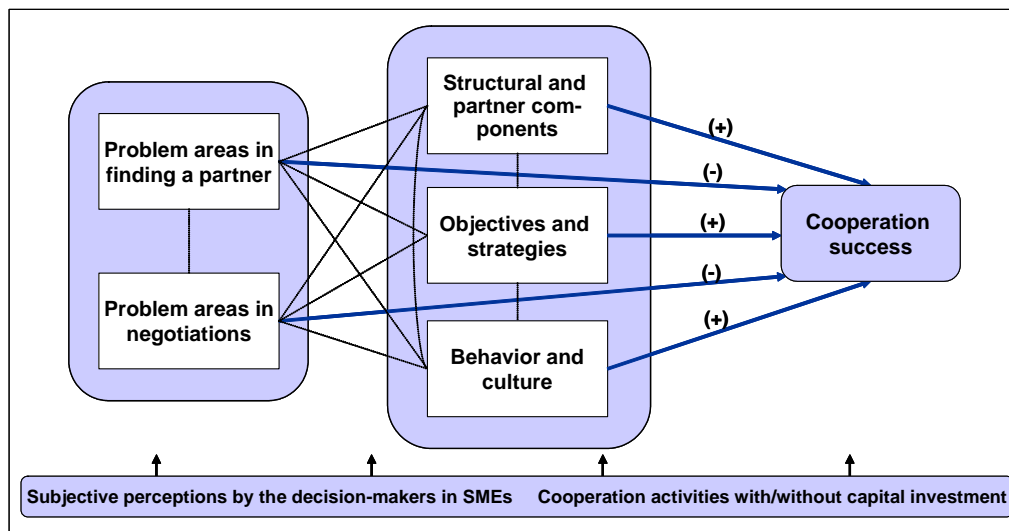 Problem areas in
finding a partner
Problem areas in
negotiations
Structural and
partner com-
ponents
Objectives and
strategies
Behavior and
culture
(+)
(-)
(+)
(-)
(+)
Cooperation
success
Subjective perceptions by the decision-makers in SMEs
Cooperation activities with/without capital investment